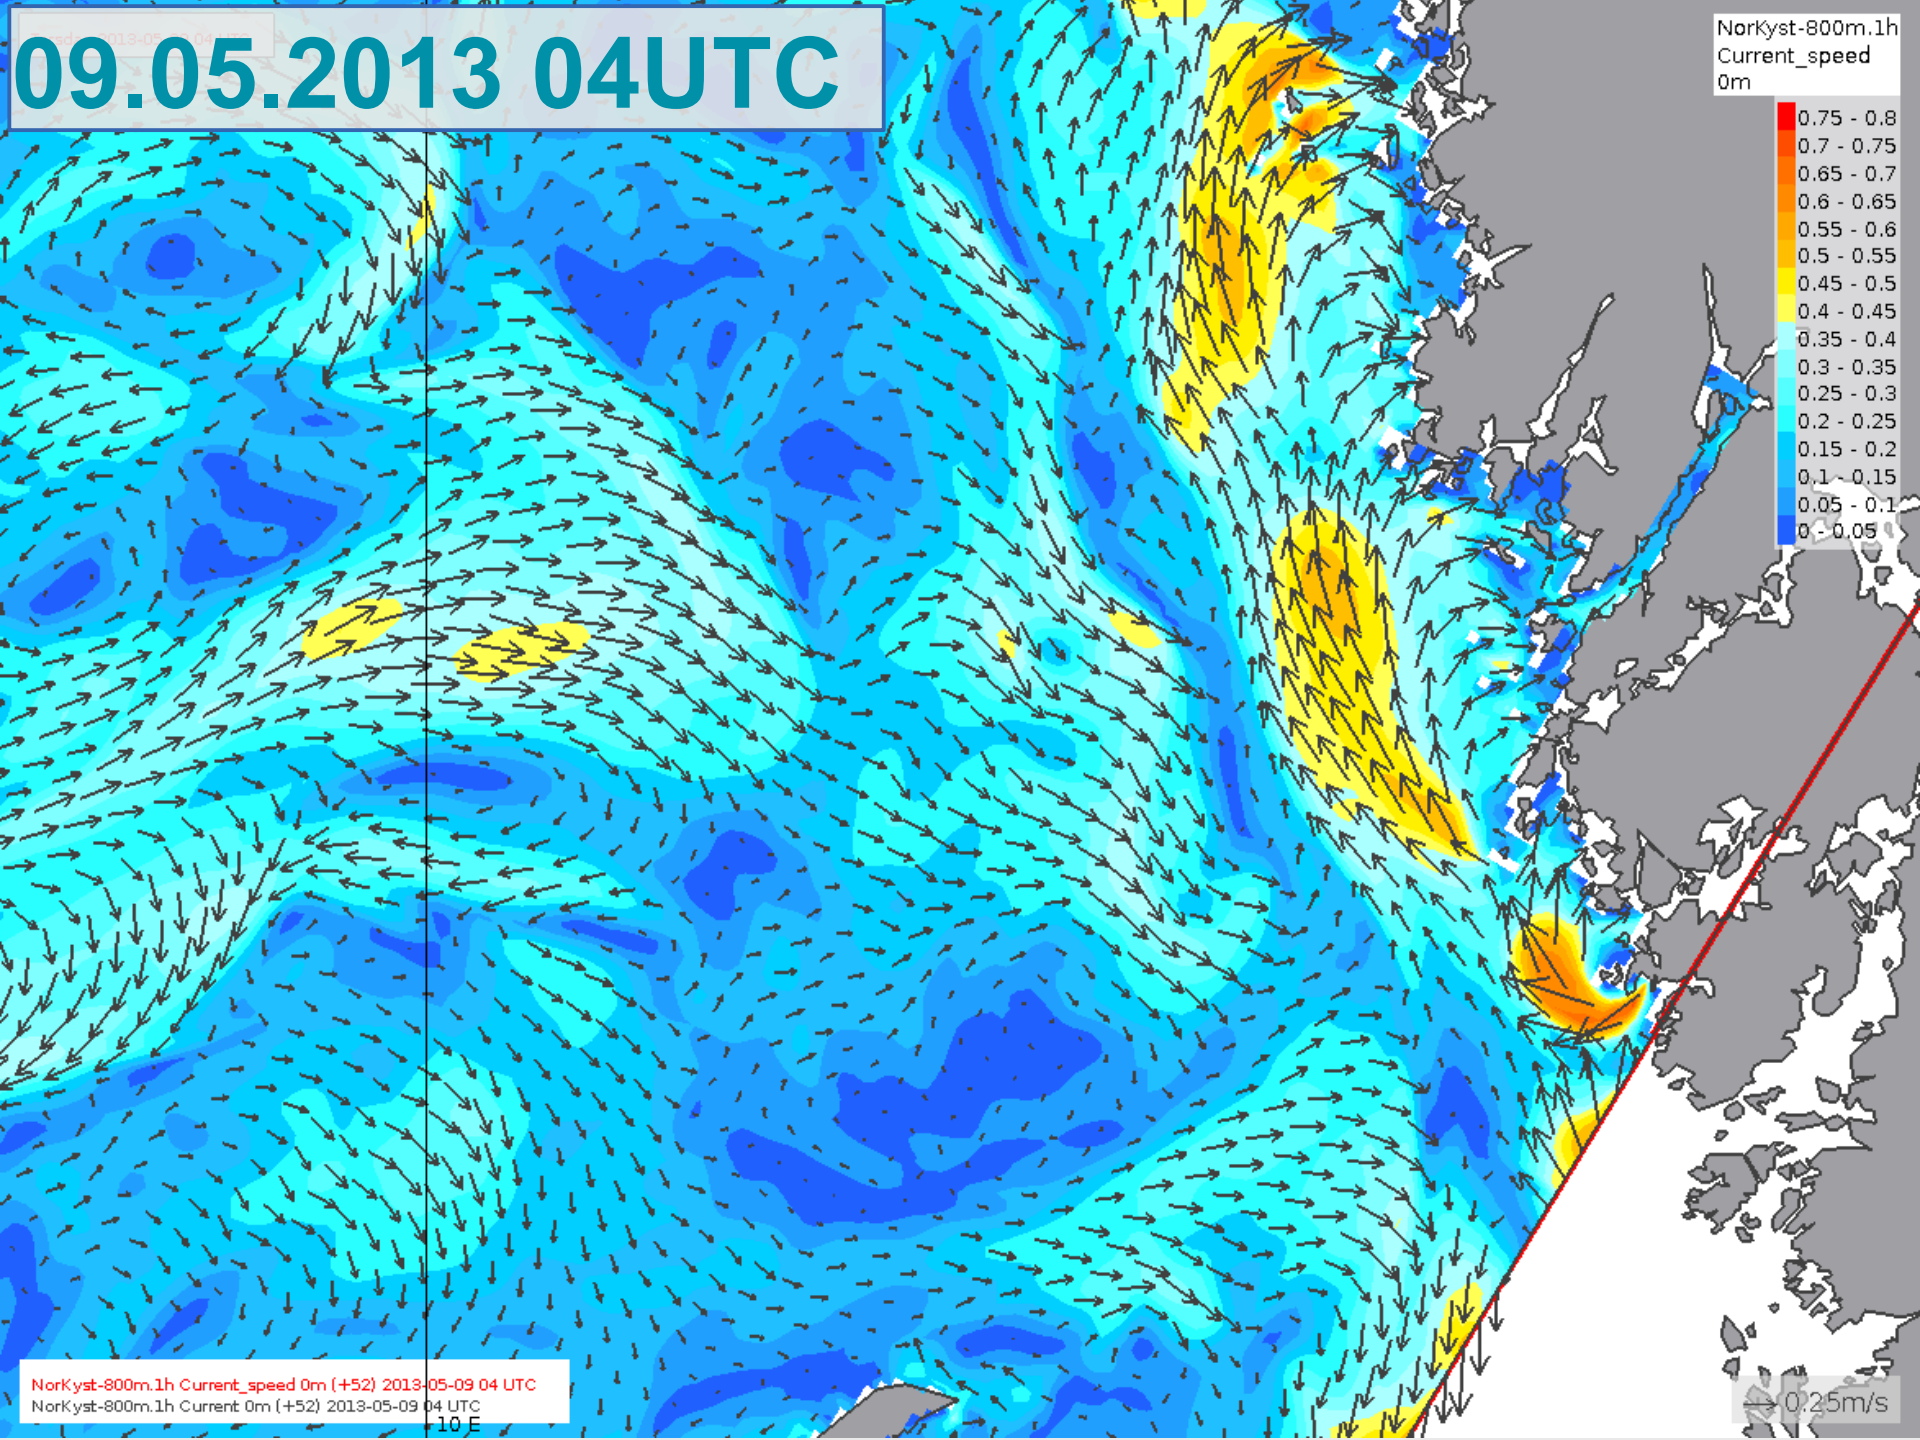 09.05.2013 04UTC
NorKyst-800m.1h
Current_speed
0m
0.75 - 0.8
0.7 - 0.75
0.65 - 0.7
0.6 - 0.65
0.55 - 0.6
0.5 - 0.55
0.45 - 0.5
0.4 - 0.45
0.35 - 0.4
0.3 - 0.35
0.25 - 0.3
0.2 - 0.25
0.15 - 0.2
0.1 - 0.15
0.05 - 0.1
0 - 0.05
NorKyst-800m.1h Current_speed 0m (+52) 2013-05-09 04 UTC
NorKyst-800m.1h Current 0m (+52) 2013-05-09 04 UTC
10 E
0.25m/s